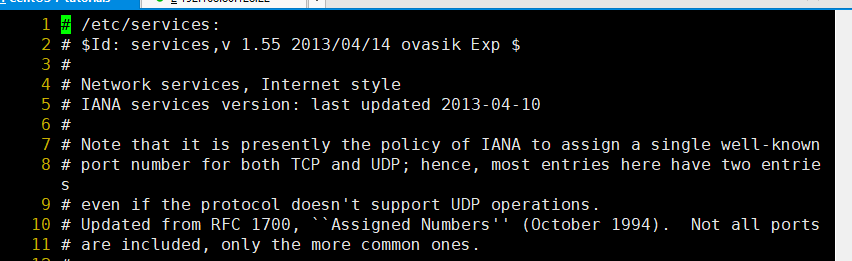 1 # /etc/services:
2 # $Id: services,v 1.55 2013/04/14 ovasik Exp $
3 #
4 # Network services, Internet style
5 # IANA services version: last updated 2013-04-10
6 #
7 # Note that it is presently the policy of IANA to assign a single well-known
8 # port number for both TCP and UDP; hence, most entries here have two entrie
s
9 # even if the protocol doesn't support UDP operations.
10 # Updated from RFC 1700, ``Assigned Numbers'' (October 1994).  Not all ports
11 # are included, only the more common ones.